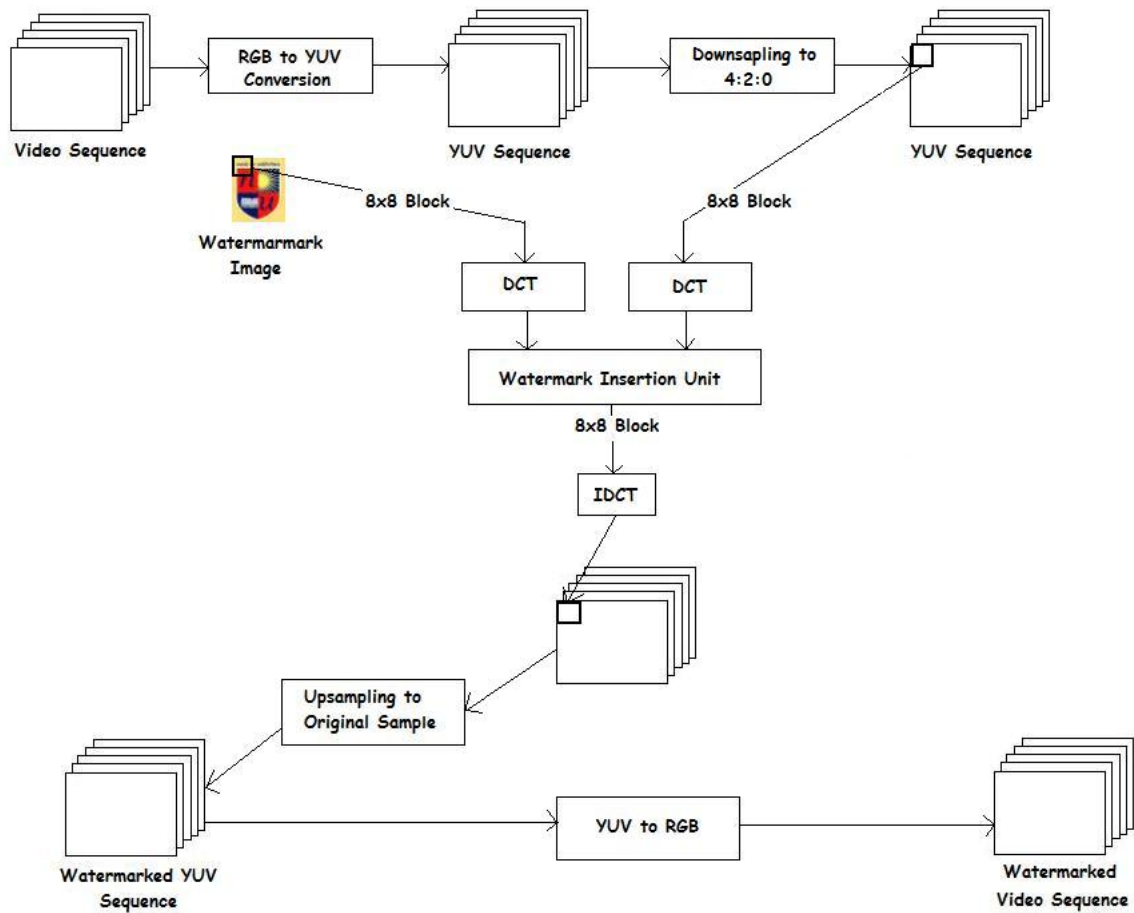 RGB to YUV
Conversion
Downsapling to
4:2:0
Video Sequence
YUV Sequence
YUV Sequence
8x8 Block
8x8 Block
Watermarmark
Image
DCT
DCT
Watermark Insertion Unit
8x8 Block
IDCT
Upsampling to
Original Sample
YUV to RGB
Watermarked YUV
Sequence
Watermarked
Video Sequence